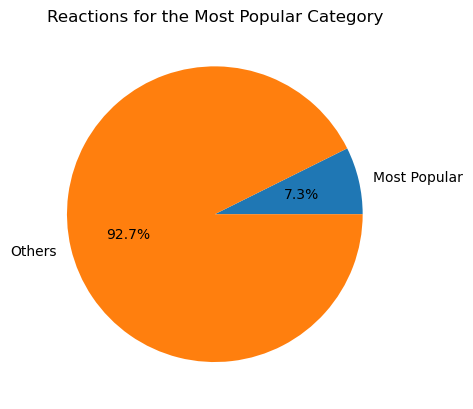 Reactions for the Most Popular Category
Most Popular
7.3%
92.7%
Others